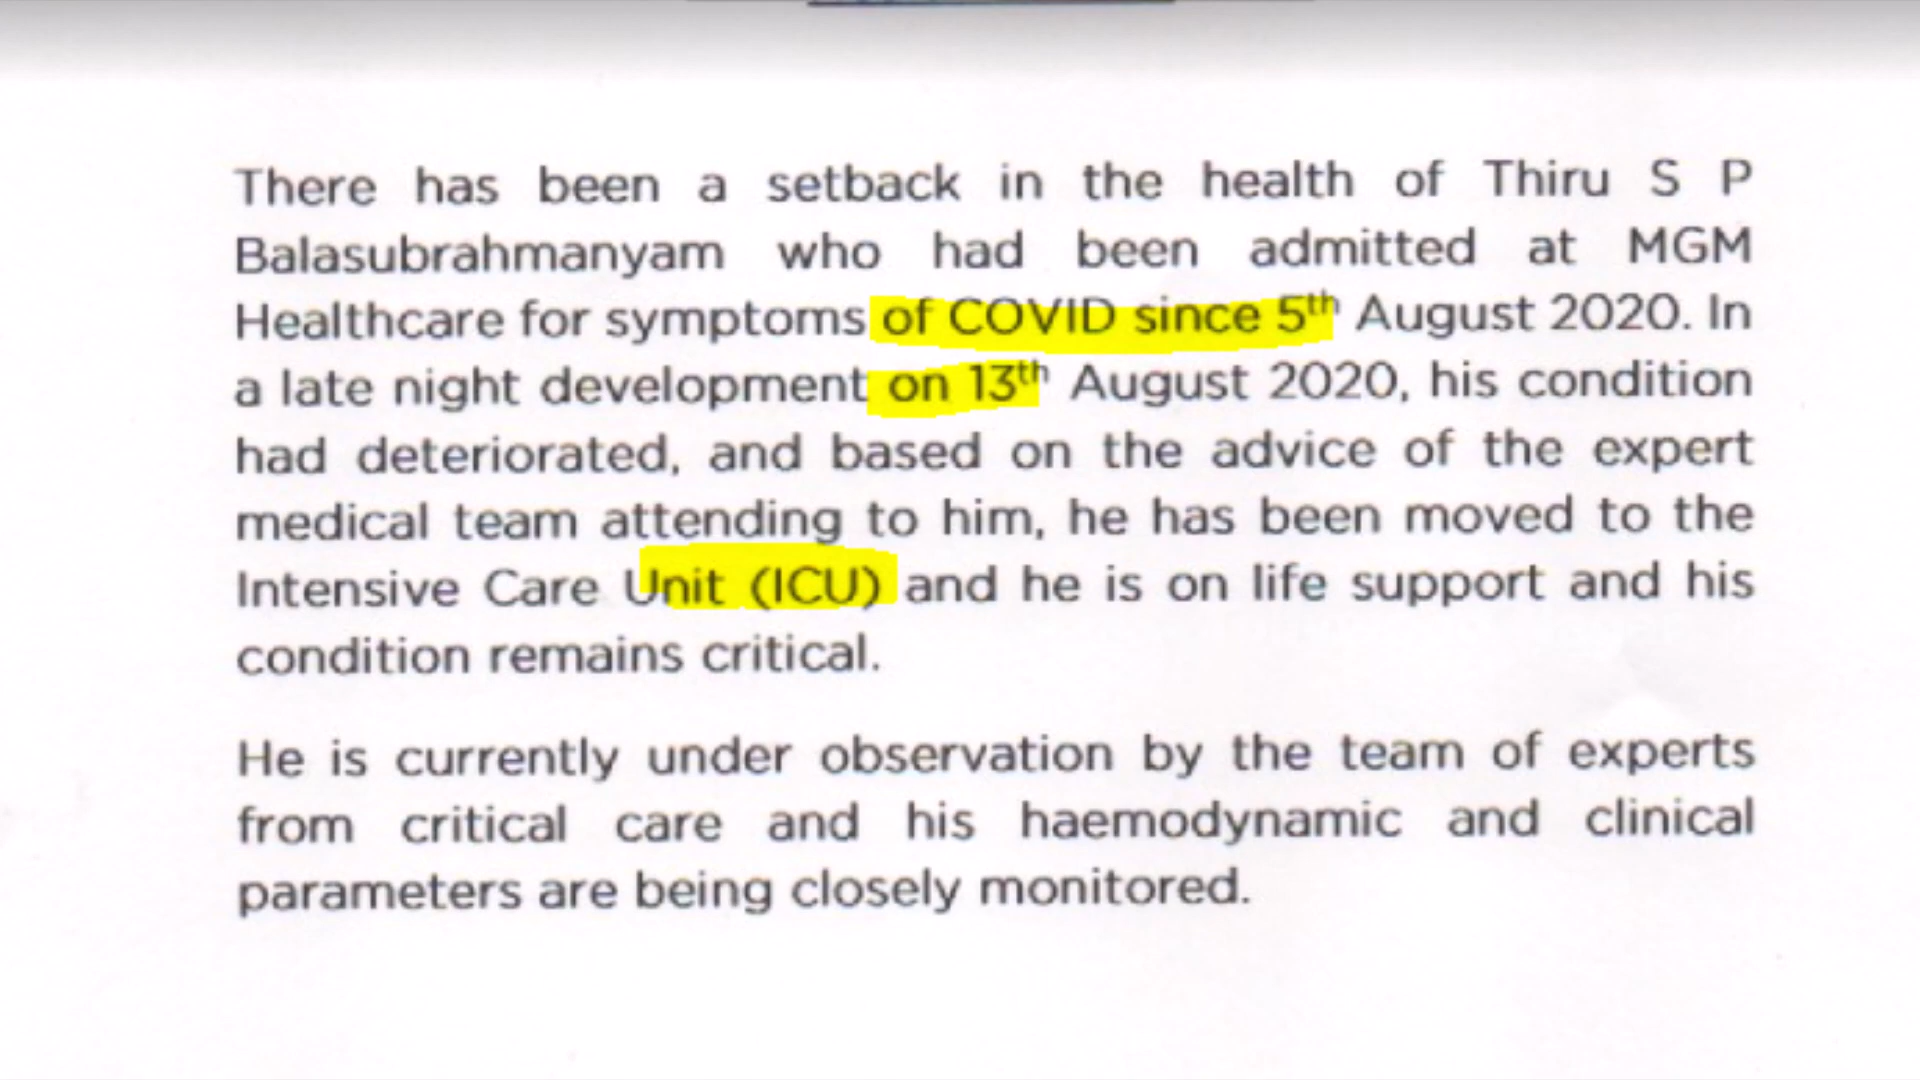 There has been a setback in the health of Thiru S P
Balasubrahmanyam who had been admitted at MGM
Healthcare for symptoms of COVID since 5th August 2020. In
a late night development on 13th August 2020, his condition
had deteriorated, and based on the advice of the expert
medical team attending to him, he has been moved to the
Intensive Care Unit (ICU) and he is on life support and his
condition remains critical.
He is currently under observation by the team of experts
from critical care and his haemodynamic and clinical
parameters are being closely monitored.